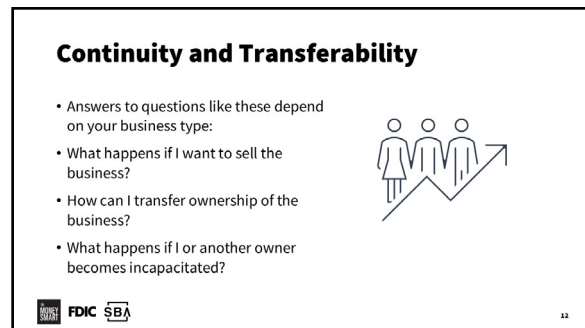 Continuity and Transferability
• Answers to questions like these depend
on your business type:
• What happens if I want to sell the
business?
• How can I transfer ownership of the
business?
• What happens if I or another owner
becomes incapacitated?
MONEY
SMART
FDIC
SBA
12